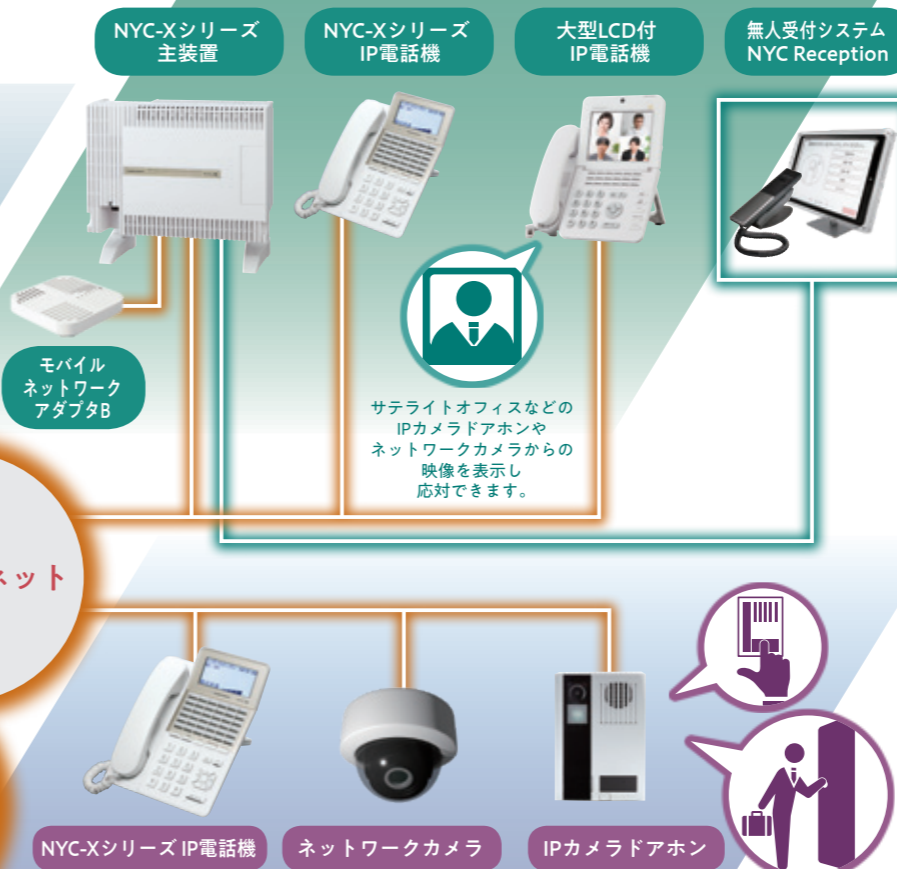 NYC-Xシリーズ
主装置
NYC-Xシリーズ
IP電話機
大型LCD付
IP電話機
無人受付システム
NYC Reception
モバイル
ネットワーク
アダプタB
サテライトオフィスなどの
IPカメラドアホンや
ネットワークカメラからの
映像を表示し
応対できます。
ネット
NYC-Xシリーズ IP電話機
ネットワークカメラ
IPカメラドアホン